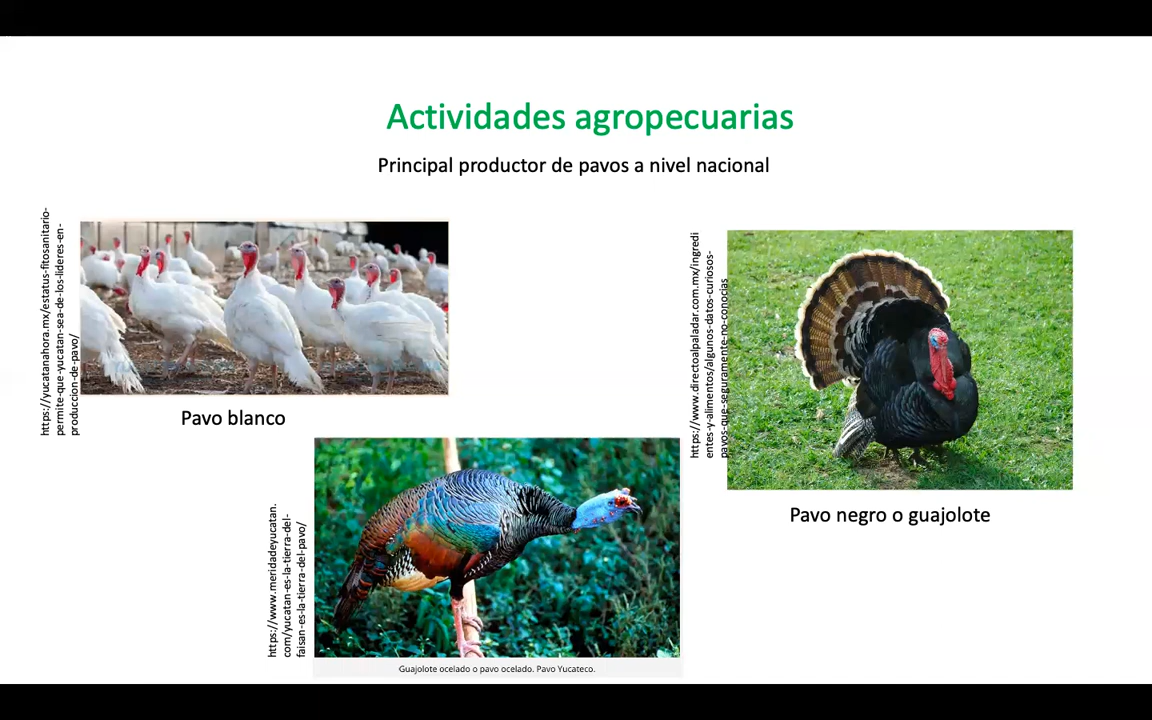 Actividades agropecuarias
Principal productor de pavos a nivel nacional
https://yucatanahora.mx/estatus-fitosanitario-
permite-que-yucatan-sea-de-los-lideres-en-
produccion-de-pavo/
Pavo blanco
https://www.directoalpaladar.com.mx/ingredi
entes-y-alimentos/algunos-datos-curiosos-
pavos-que-seguramente-no-conocias
Pavo negro o guajolote
https://www.meridadeyucatan.
com/yucatan-es-la-tierra-del-
faisan-es-la-tierra-del-pavo/
Guajolote ocelado o pavo ocelado. Pavo Yucateco.